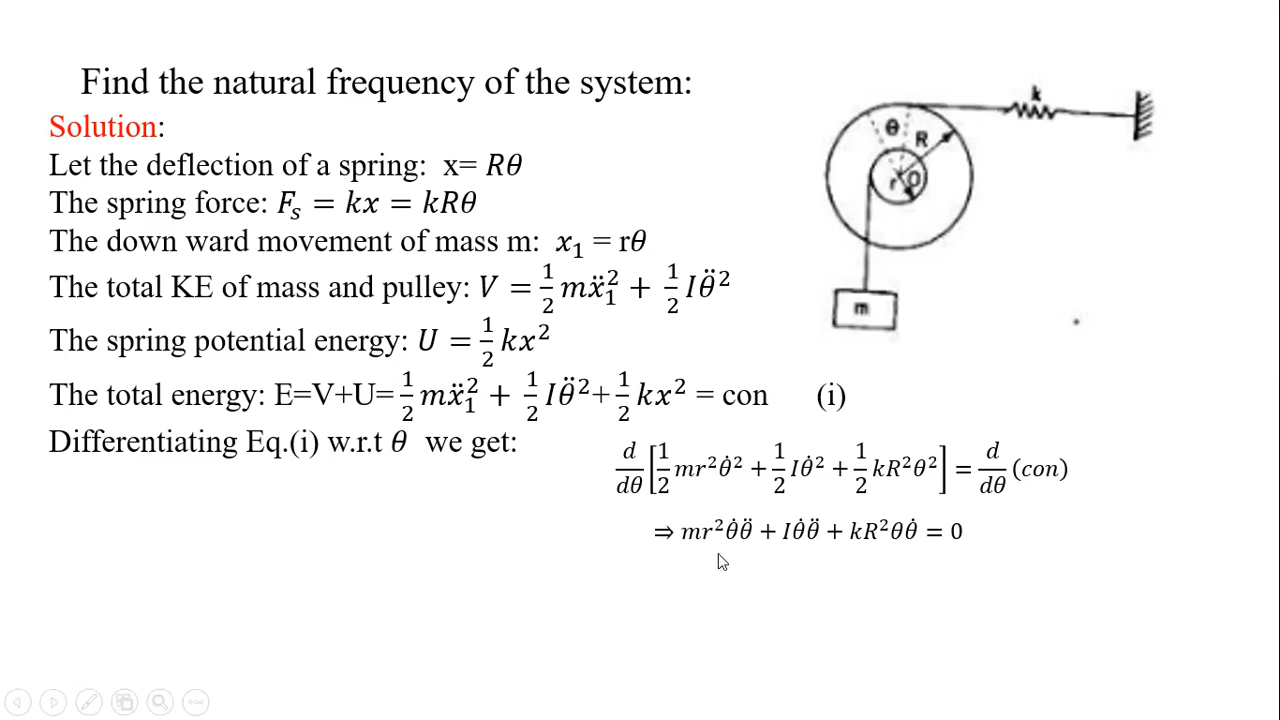 Find the natural frequency of the system:
Solution:
Let the deflection of a spring: x= Rθ
The spring force: Fₛ = kx = kRθ
The down ward movement of mass m: x₁ = rθ
The total KE of mass and pulley: V = 1/2 mẍ₁² + 1/2 Iθ̈²
The spring potential energy: U = 1/2 kx²
The total energy: E=V+U= 1/2 mẍ₁² + 1/2 Iθ̈²+ 1/2 kx² = con (i)
Differentiating Eq.(i) w.r.t θ we get:
d/dθ [1/2 mr²θ̇² + 1/2 Iθ̇² + 1/2 kR²θ²] = d/dθ (con)
⇒ mr²θ̇θ̈ + Iθ̇θ̈ + kR²θθ̇ = 0
k
θ
R
r
O
m